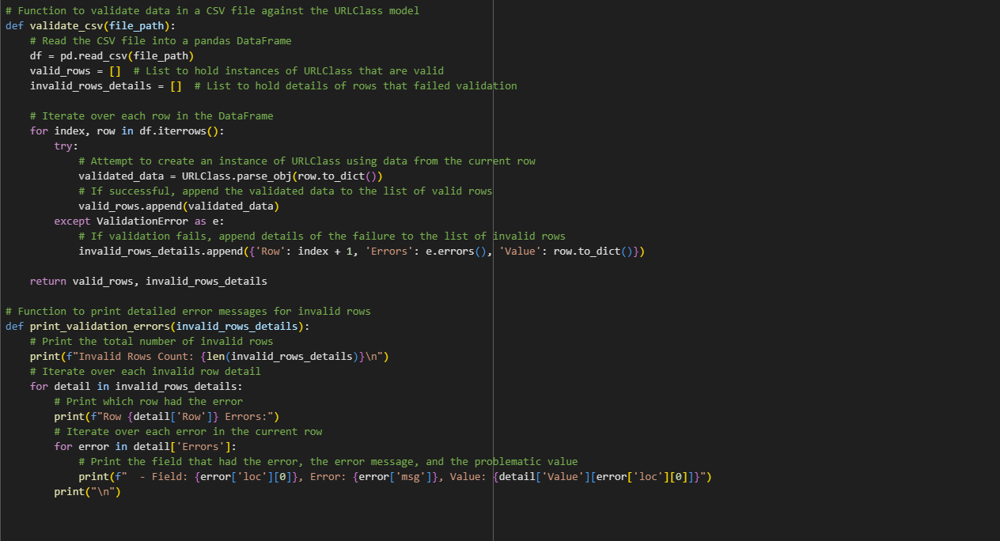 # Function to validate data in a CSV file against the URLClass model
def validate_csv(file_path):
    # Read the CSV file into a pandas DataFrame
    df = pd.read_csv(file_path)
    valid_rows = []  # List to hold instances of URLClass that are valid
    invalid_rows_details = []  # List to hold details of rows that failed validation

    # Iterate over each row in the DataFrame
    for index, row in df.iterrows():
        try:
            # Attempt to create an instance of URLClass using data from the current row
            validated_data = URLClass.parse_obj(row.to_dict())
            # If successful, append the validated data to the list of valid rows
            valid_rows.append(validated_data)
        except ValidationError as e:
            # If validation fails, append details of the failure to the list of invalid rows
            invalid_rows_details.append({'Row': index + 1, 'Errors': e.errors(), 'Value': row.to_dict()})

    return valid_rows, invalid_rows_details

# Function to print detailed error messages for invalid rows
def print_validation_errors(invalid_rows_details):
    # Print the total number of invalid rows
    print(f"Invalid Rows Count: {len(invalid_rows_details)}\n")
    # Iterate over each invalid row detail
    for detail in invalid_rows_details:
        # Print which row had the error
        print(f"Row {detail['Row']} Errors:")
        # Iterate over each error in the current row
        for error in detail['Errors']:
            # Print the field that had the error, the error message, and the problematic value
            print(f"  - Field: {error['loc'][0]}, Error: {error['msg']}, Value: {detail['Value'][error['loc'][0]]}")
        print("\n")